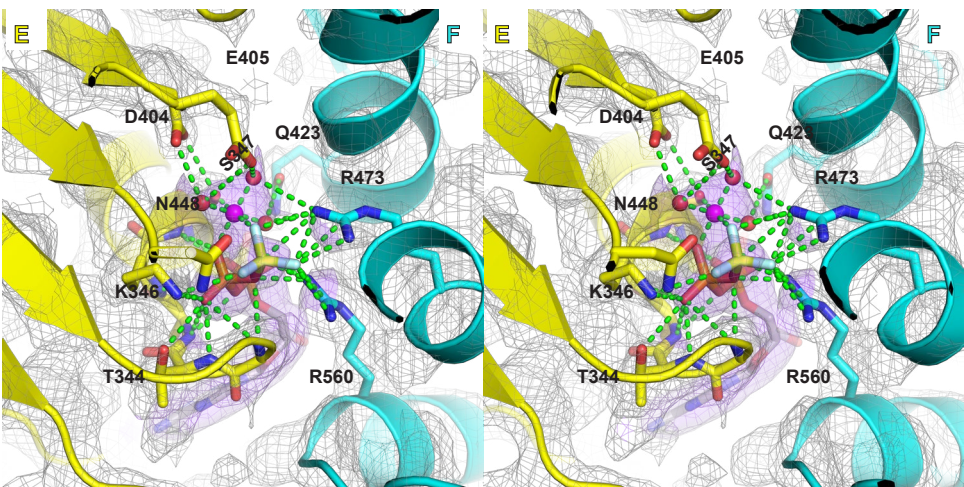 E F E F
E405 E405
D404 D404
Q423 Q423
S347 S347
R473 R473
N448 N448
K346 K346
T344 R560 T344 R560